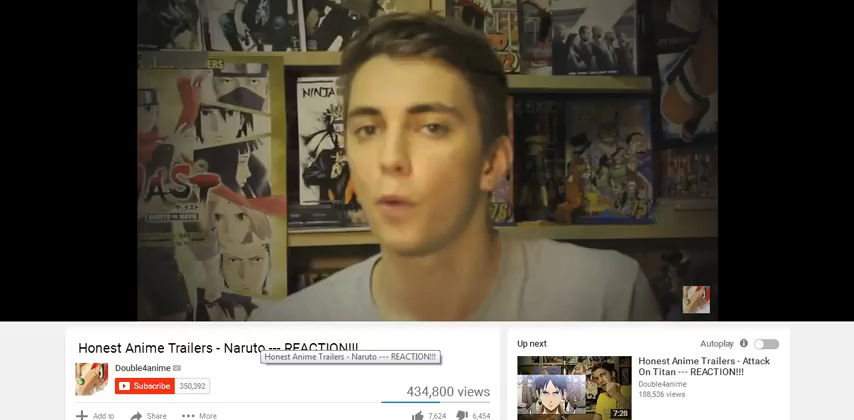 NINJA
LAST
Honest Anime Trailers - Naruto --- REACTION!!!
Honest Anime Trailers - Naruto --- REACTION!!!
Double4anime
Subscribe 350,392
434,800 views
Add to Share More 7,624 6,454
Up next Autoplay
Honest Anime Trailers - Attack
On Titan --- REACTION!!!
Double4anime
188,536 views
7:28